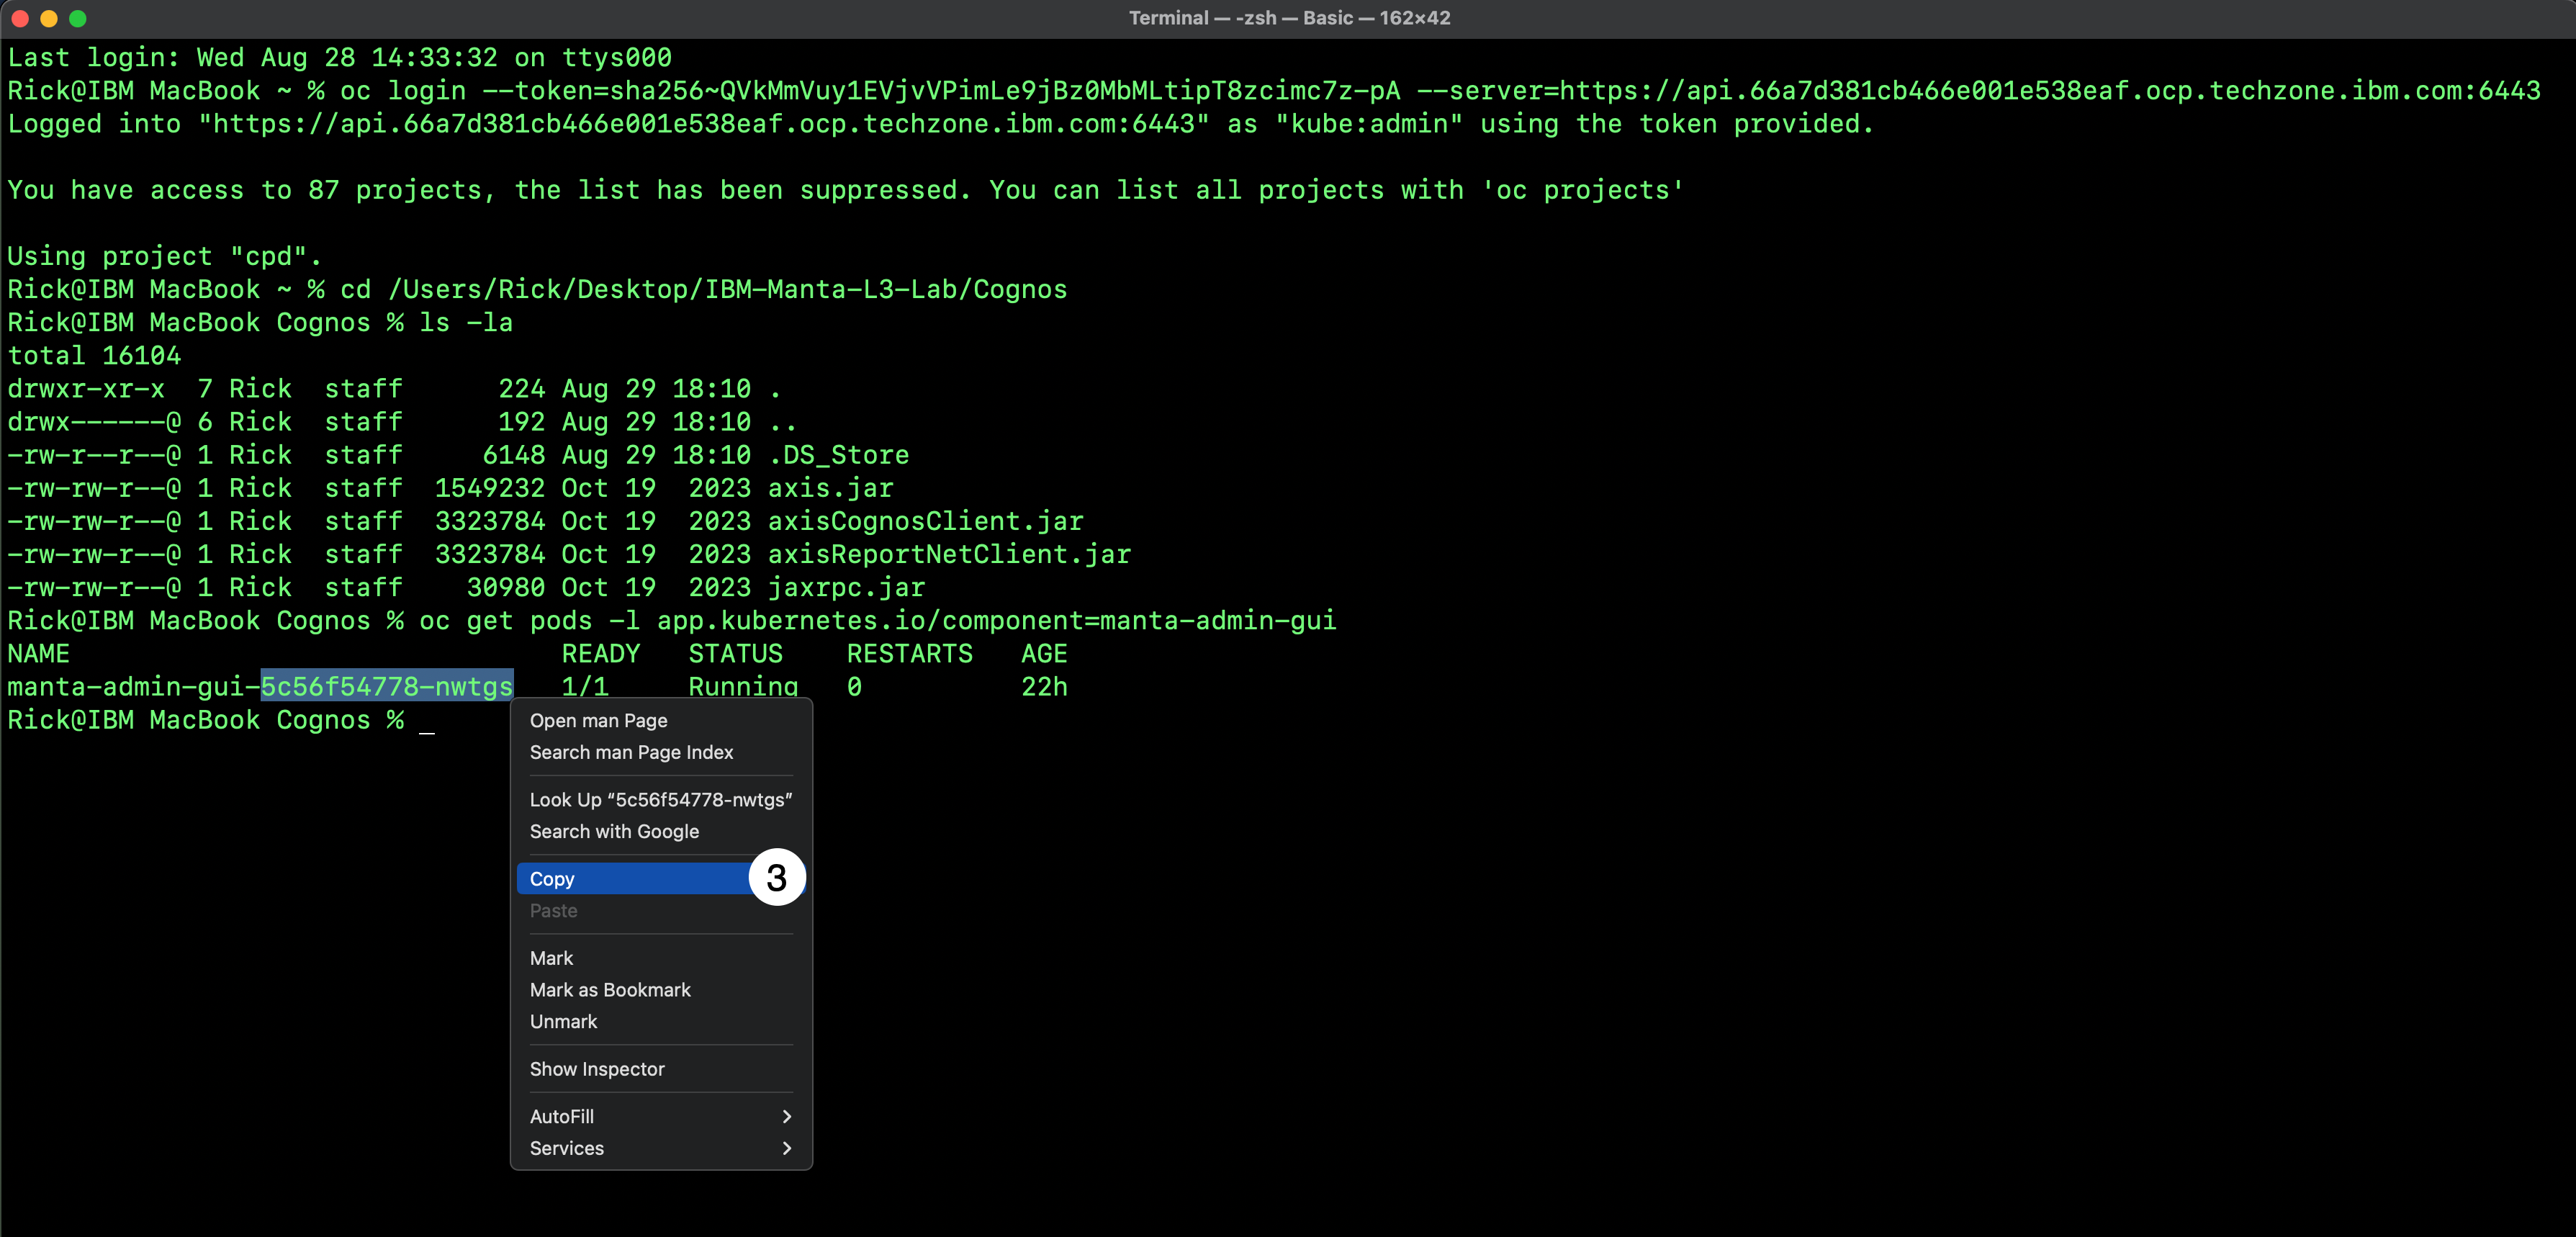 Terminal — -zsh — Basic — 162×42
Last login: Wed Aug 28 14:33:32 on ttys000
Rick@IBM MacBook ~ % oc login --token=sha256~QVkMmVuy1EVjvVPimLe9jBz0MbMLtipT8zcimc7z-pA --server=https://api.66a7d381cb466e001e538eaf.ocp.techzone.ibm.com:6443
Logged into "https://api.66a7d381cb466e001e538eaf.ocp.techzone.ibm.com:6443" as "kube:admin" using the token provided.
You have access to 87 projects, the list has been suppressed. You can list all projects with 'oc projects'
Using project "cpd".
Rick@IBM MacBook ~ % cd /Users/Rick/Desktop/IBM-Manta-L3-Lab/Cognos
Rick@IBM MacBook Cognos % ls -la
total 16104
drwxr-xr-x  7 Rick  staff      224 Aug 29 18:10 .
drwx------@ 6 Rick  staff      192 Aug 29 18:10 ..
-rw-r--r--@ 1 Rick  staff     6148 Aug 29 18:10 .DS_Store
-rw-rw-r--@ 1 Rick  staff  1549232 Oct 19  2023 axis.jar
-rw-rw-r--@ 1 Rick  staff  3323784 Oct 19  2023 axisCognosClient.jar
-rw-rw-r--@ 1 Rick  staff  3323784 Oct 19  2023 axisReportNetClient.jar
-rw-rw-r--@ 1 Rick  staff    30980 Oct 19  2023 jaxrpc.jar
Rick@IBM MacBook Cognos % oc get pods -l app.kubernetes.io/component=manta-admin-gui
NAME                               READY   STATUS    RESTARTS   AGE
manta-admin-gui-5c56f54778-nwtgs   1/1     Running   0          22h
Rick@IBM MacBook Cognos % _
Open man Page
Search man Page Index
Look Up “5c56f54778-nwtgs”
Search with Google
Copy 3
Paste
Mark
Mark as Bookmark
Unmark
Show Inspector
AutoFill
Services